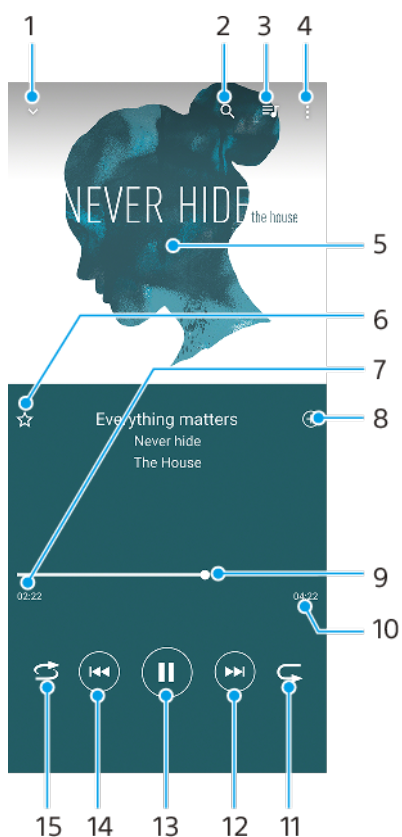 1 2 3 4
NEVER HIDE
the house
5
6
7
Everything matters
8
Never hide
The House
9
02:22 04:22
10
15 14 13 12 11